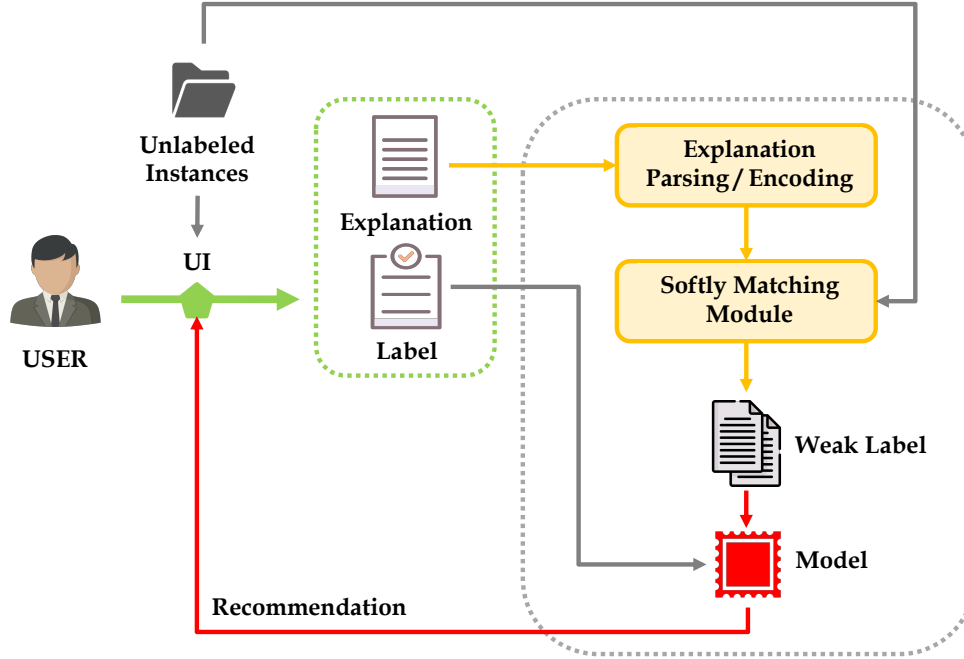 Unlabeled
Instances
UI
USER
Explanation
Label
Explanation
Parsing / Encoding
Softly Matching
Module
Weak Label
Model
Recommendation